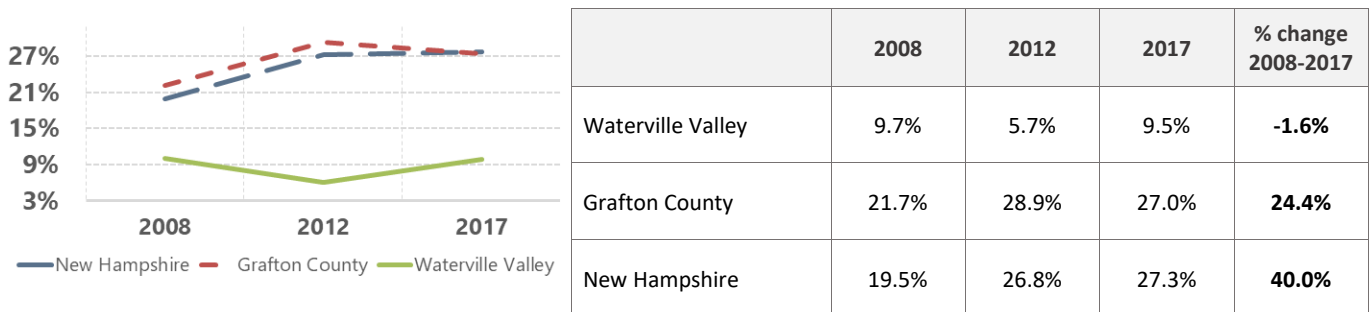 27%
21%
15%
9%
3%
2008 2012 2017
New Hampshire Grafton County Waterville Valley
2008 2012 2017 % change
2008-2017
Waterville Valley 9.7% 5.7% 9.5% -1.6%
Grafton County 21.7% 28.9% 27.0% 24.4%
New Hampshire 19.5% 26.8% 27.3% 40.0%